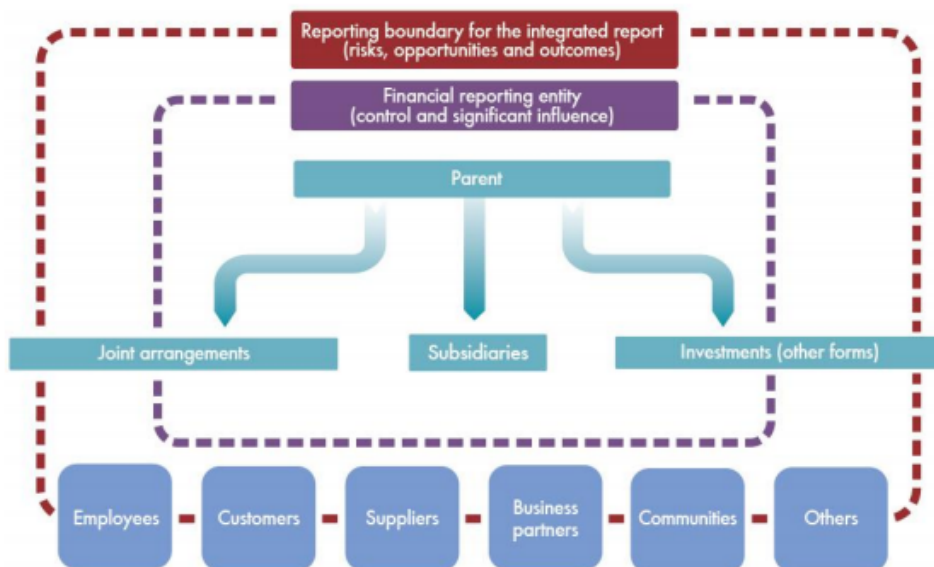 Reporting boundary for the integrated report
(risks, opportunities and outcomes)
Financial reporting entity
(control and significant influence)
Parent
Joint arrangements
Subsidiaries
Investments (other forms)
Employees
Customers
Suppliers
Business
partners
Communities
Others